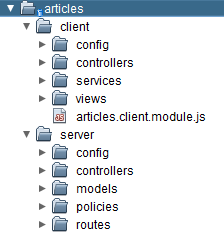 articles
client
config
controllers
services
views
articles.client.module.js
server
config
controllers
models
policies
routes